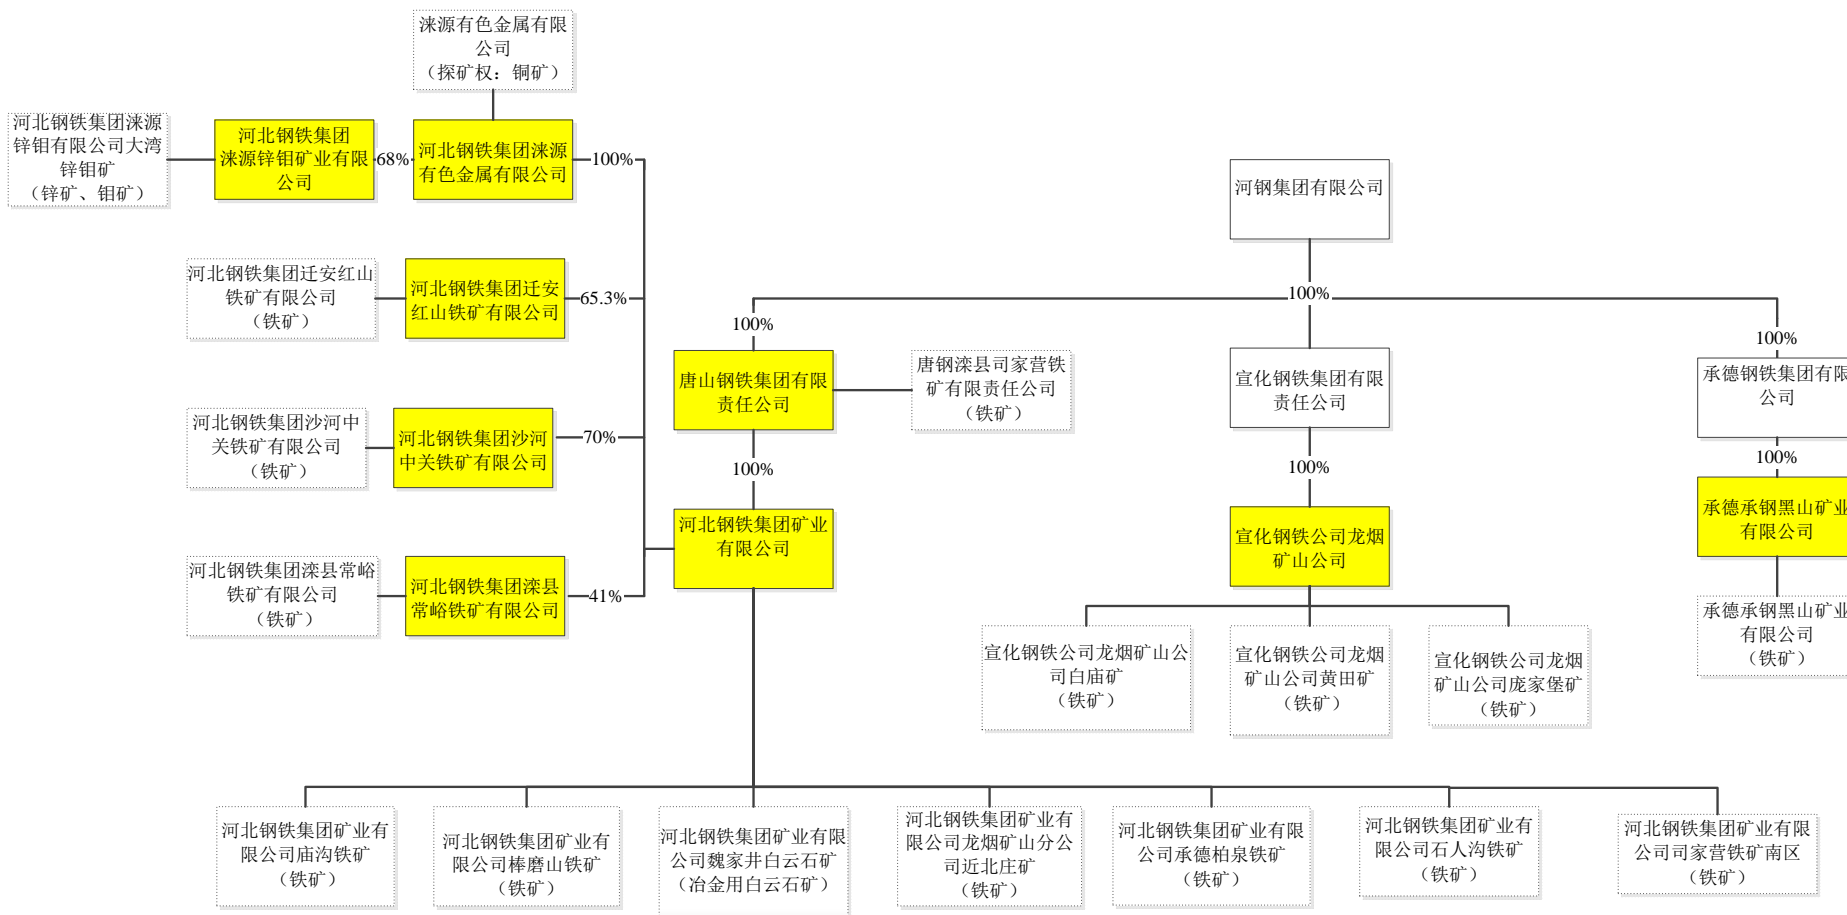 涞源有色金属有限
公司
（探矿权：铜矿）
河北钢铁集团涞源
锌钼有限公司大湾
锌钼矿
（锌矿、钼矿）
河北钢铁集团
涞源锌钼矿业有限
公司
68%
河北钢铁集团涞源
有色金属有限公司
100%
河钢集团有限公司
河北钢铁集团迁安红山
铁矿有限公司
（铁矿）
河北钢铁集团迁安
红山铁矿有限公司
65.3%
100%
100%
100%
唐山钢铁集团有限
责任公司
唐钢滦县司家营铁
矿有限责任公司
（铁矿）
宣化钢铁集团有限
责任公司
承德钢铁集团有限
公司
河北钢铁集团沙河中
关铁矿有限公司
（铁矿）
河北钢铁集团沙河
中关铁矿有限公司
70%
100%
100%
100%
河北钢铁集团矿业
有限公司
宣化钢铁公司龙烟
矿山公司
承德承钢黑山矿业
有限公司
河北钢铁集团滦县常峪
铁矿有限公司
（铁矿）
河北钢铁集团滦县
常峪铁矿有限公司
41%
宣化钢铁公司龙烟矿山公
司白庙矿
（铁矿）
宣化钢铁公司龙烟
矿山公司黄田矿
（铁矿）
宣化钢铁公司龙烟
矿山公司庞家堡矿
（铁矿）
承德承钢黑山矿业
有限公司
（铁矿）
河北钢铁集团矿业有
限公司庙沟铁矿
（铁矿）
河北钢铁集团矿业有
限公司棒磨山铁矿
（铁矿）
河北钢铁集团矿业有限
公司魏家井白云石矿
（冶金用白云石矿）
河北钢铁集团矿业有
限公司龙烟矿山分公
司近北庄矿
（铁矿）
河北钢铁集团矿业有限
公司承德柏泉铁矿
（铁矿）
河北钢铁集团矿业有
限公司石人沟铁矿
（铁矿）
河北钢铁集团矿业有限
公司司家营铁矿南区
（铁矿）